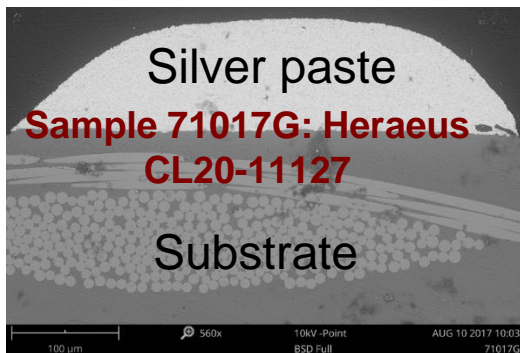 Silver paste
Sample 71017G: Heraeus
CL20-11127
Substrate
560x 10kV -Point AUG 10 2017 10:03
100 µm BSD Full 71017G